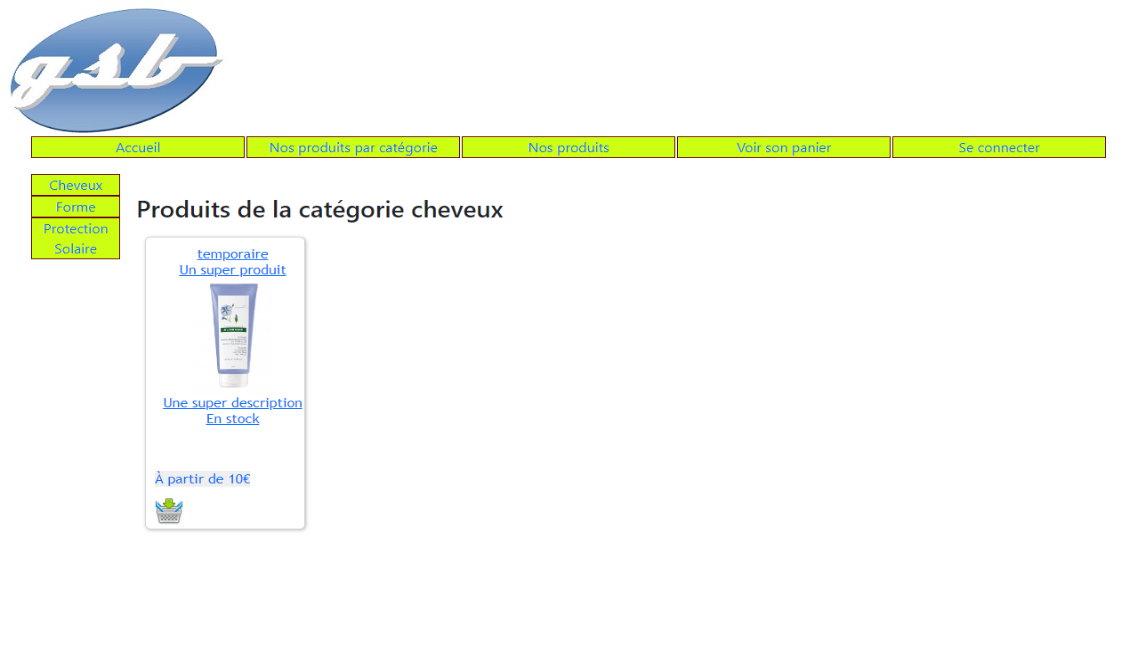 gsb
Accueil
Nos produits par catégorie
Nos produits
Voir son panier
Se connecter
Cheveux
Forme
Protection
Solaire
Produits de la catégorie cheveux
temporaire
Un super produit
Une super description
En stock
À partir de 10€